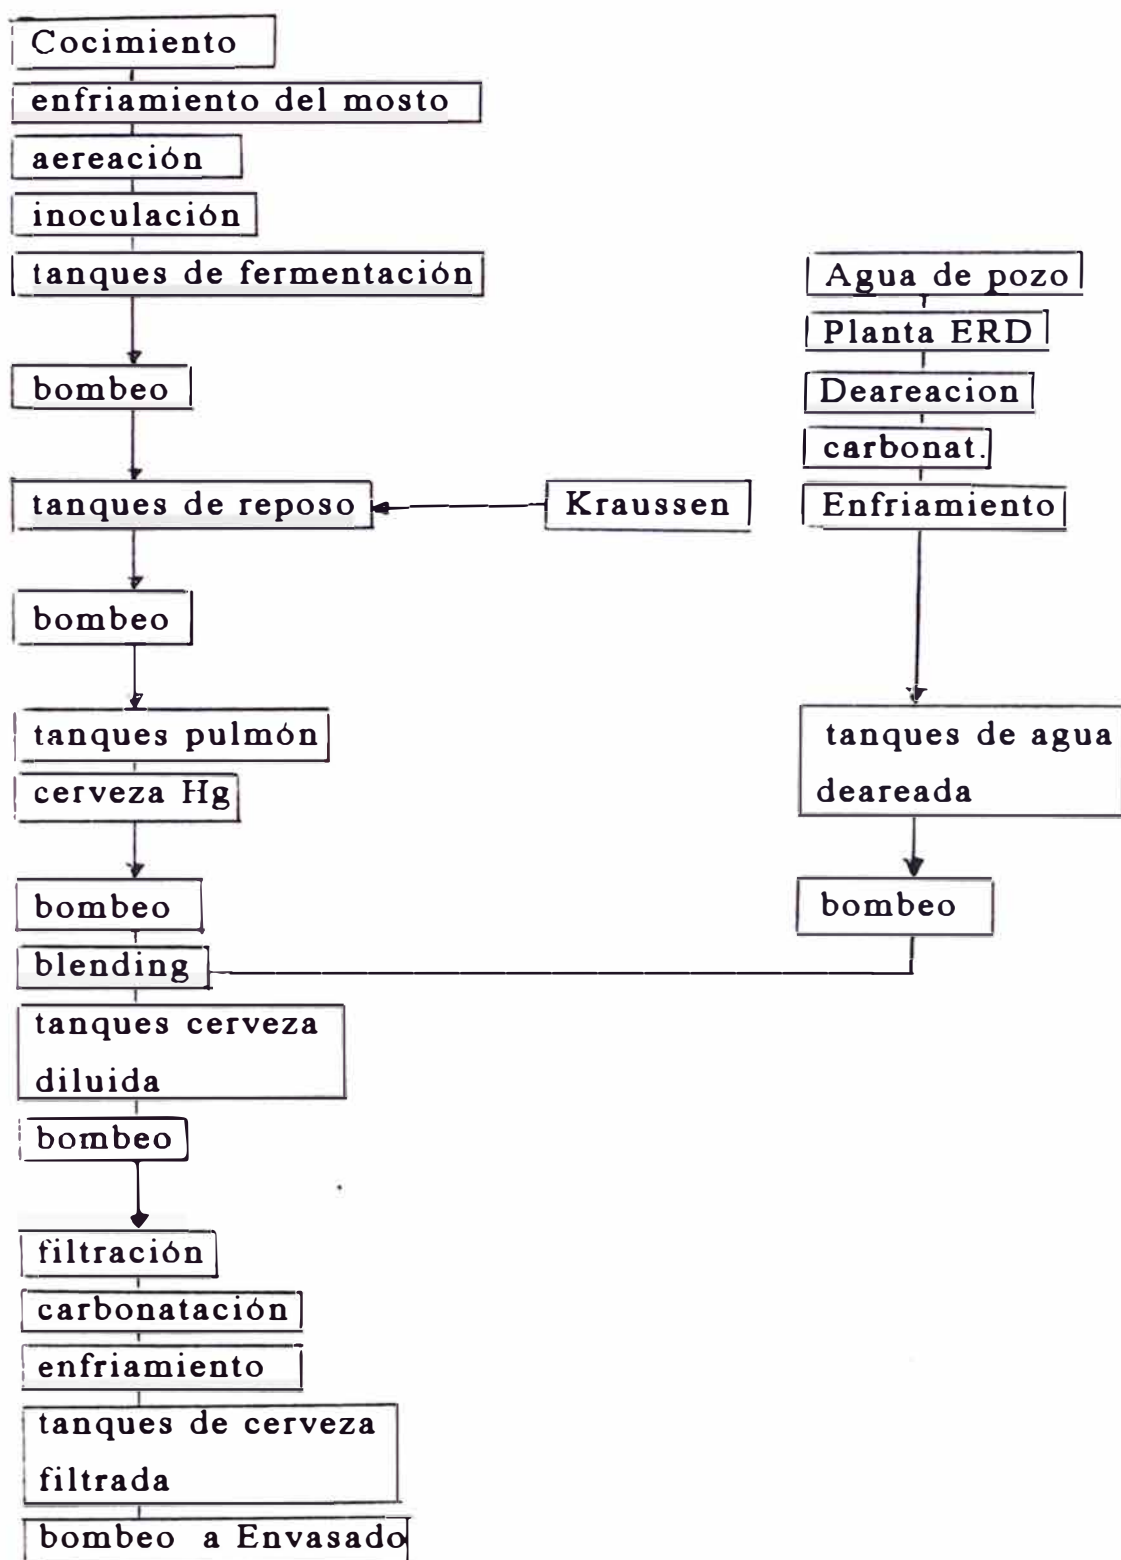 Cocimiento
enfriamiento del mosto
aereación
inoculación
tanques de fermentación
bombeo
tanques de reposo
Kraussen
bombeo
tanques pulmón
cerveza Hg
bombeo
blending
tanques cerveza
diluida
bombeo
filtración
carbonatación
enfriamiento
tanques de cerveza
filtrada
bombeo a Envasado
Agua de pozo
Planta ERD
Deareacion
carbonat.
Enfriamiento
tanques de agua
deareada
bombeo